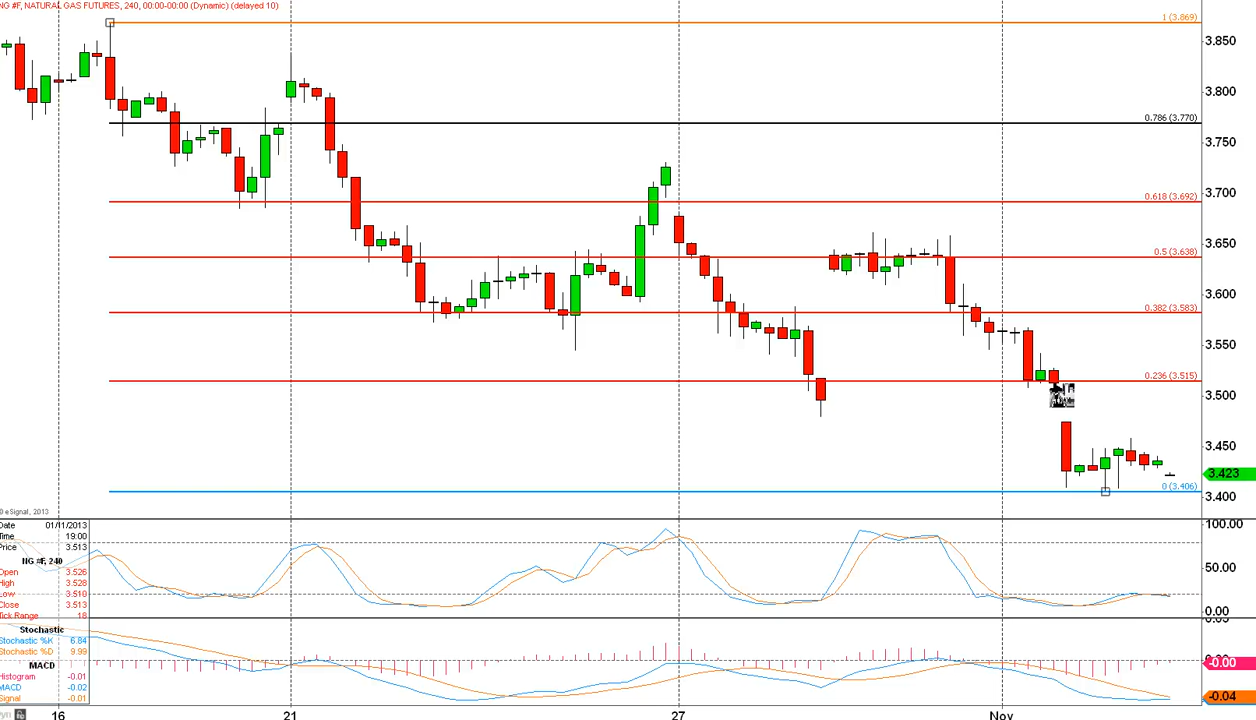 NG #F, NATURAL GAS FUTURES, 240, 00:00-00:00 (Dynamic) (delayed 10)
1 (3.869)
3.850
3.800
0.786 (3.770)
3.750
3.700
0.618 (3.692)
3.650
0.5 (3.638)
3.600
0.382 (3.583)
3.550
0.236 (3.515)
3.500
3.450
3.423
0 (3.406)
3.400
© eSignal, 2013
100.00
50.00
0.00
Date 01/11/2013
Time 19:00
Price 3.513
NG #F, 240
Open 3.526
High 3.528
Low 3.510
Close 3.513
Tick Range 18
Stochastic
Stochastic %K 6.84
Stochastic %D 9.99
MACD
Histogram -0.01
MACD -0.02
Signal -0.01
-0.00
-0.04
16 21 27 Nov